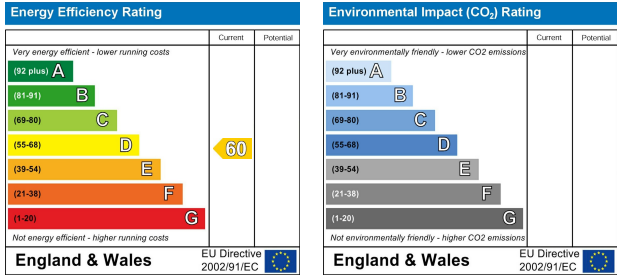 Energy Efficiency Rating
Current Potential
Very energy efficient - lower running costs
(92 plus) A
(81-91) B
(69-80) C
(55-68) D
60
(39-54) E
(21-38) F
(1-20) G
Not energy efficient - higher running costs
England & Wales
EU Directive
2002/91/EC
Environmental Impact (CO₂) Rating
Current Potential
Very environmentally friendly - lower CO2 emissions
(92 plus) A
(81-91) B
(69-80) C
(55-68) D
(39-54) E
(21-38) F
(1-20) G
Not environmentally friendly - higher CO2 emissions
England & Wales
EU Directive
2002/91/EC